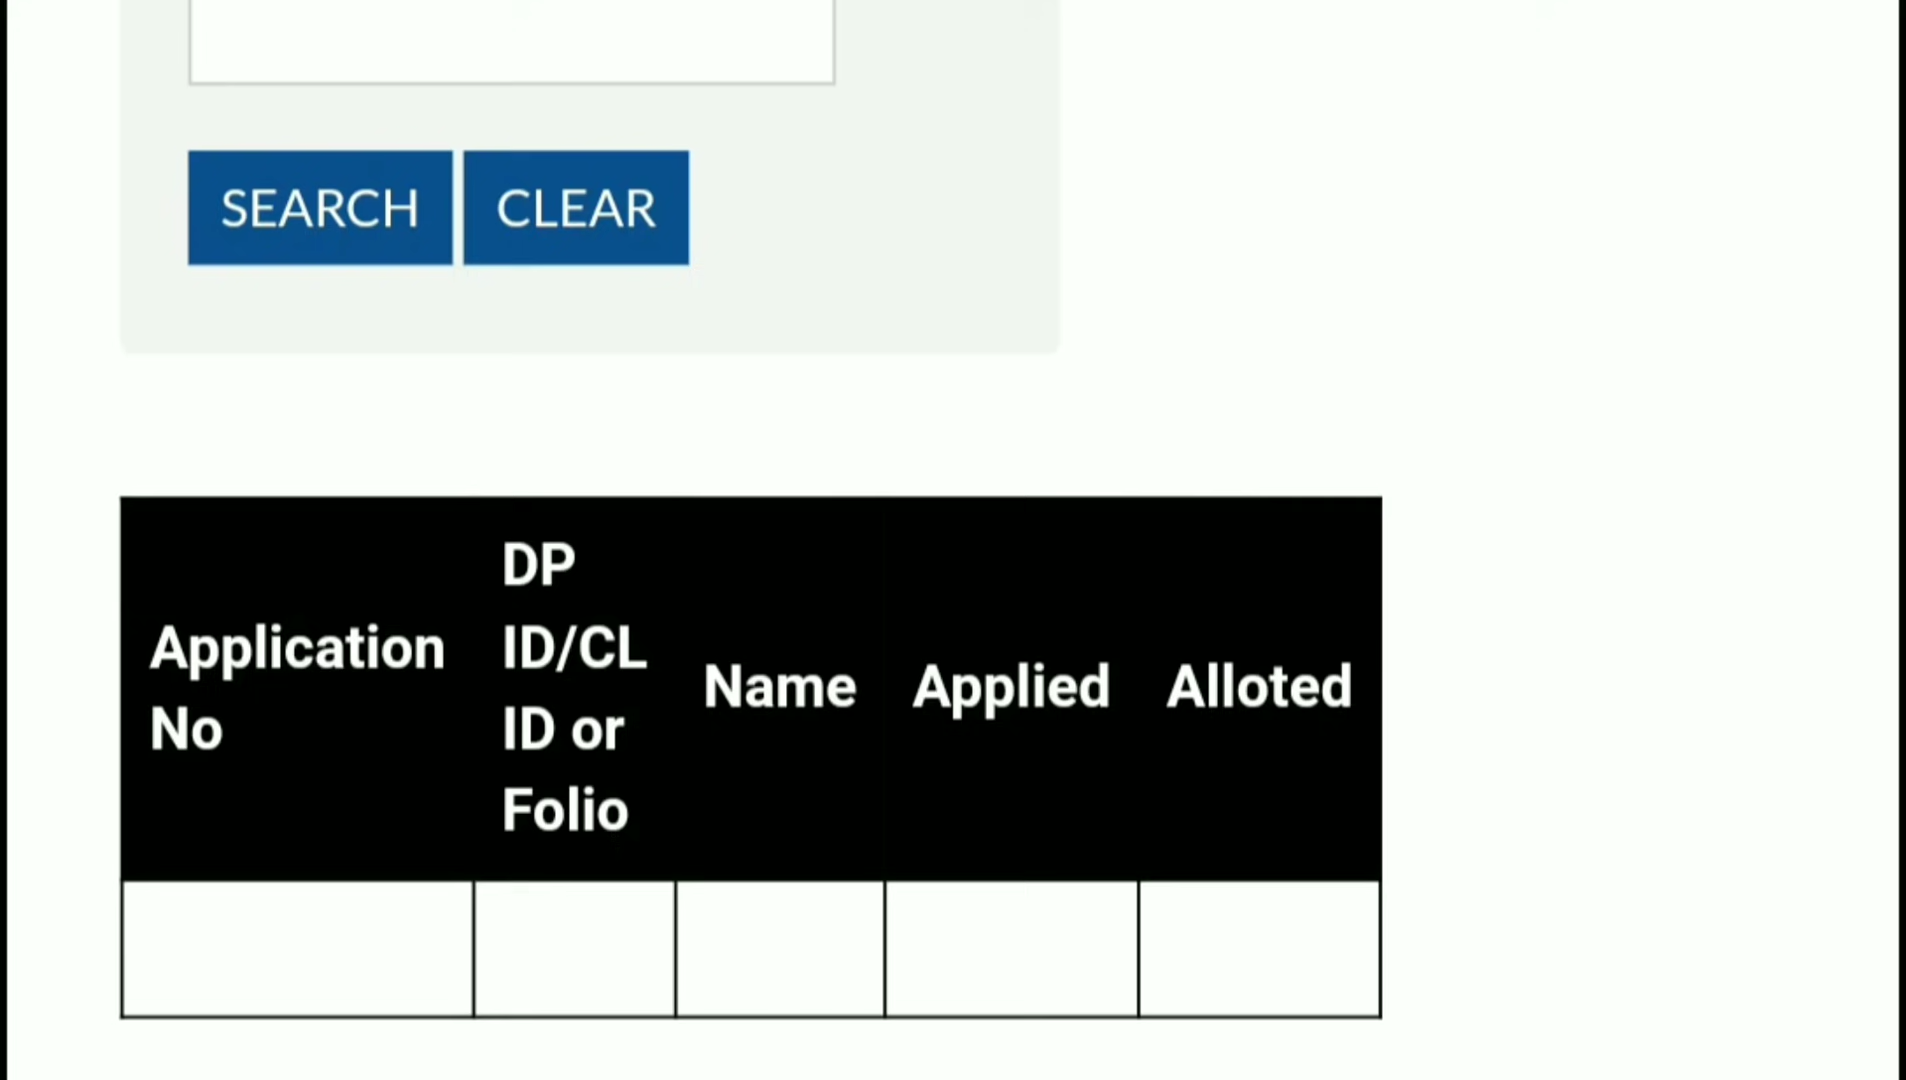 SEARCH CLEAR
Application No
DP ID/CL ID or Folio
Name
Applied
Alloted